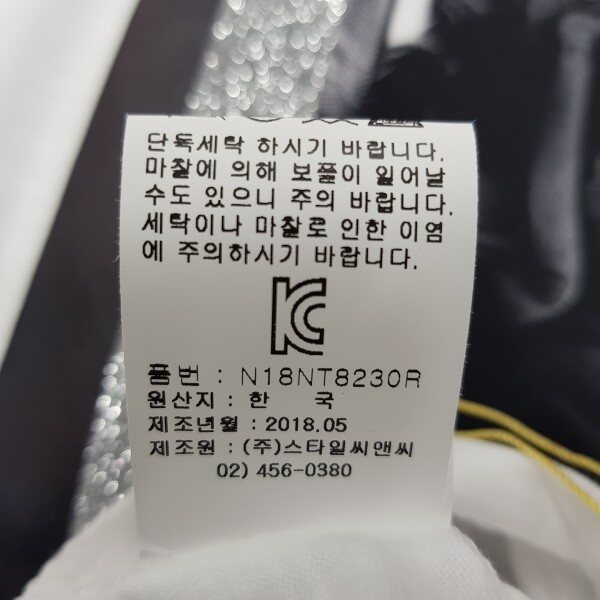 단독세탁 하시기 바랍니다.
마찰에 의해 보풀이 일어날
수도 있으니 주의 바랍니다.
세탁이나 마찰로 인한 이염
에 주의하시기 바랍니다.
KC
품번 : N18NT8230R
원산지 : 한 국
제조년월 : 2018.05
제조원 : (주)스타일씨앤씨
02) 456-0380